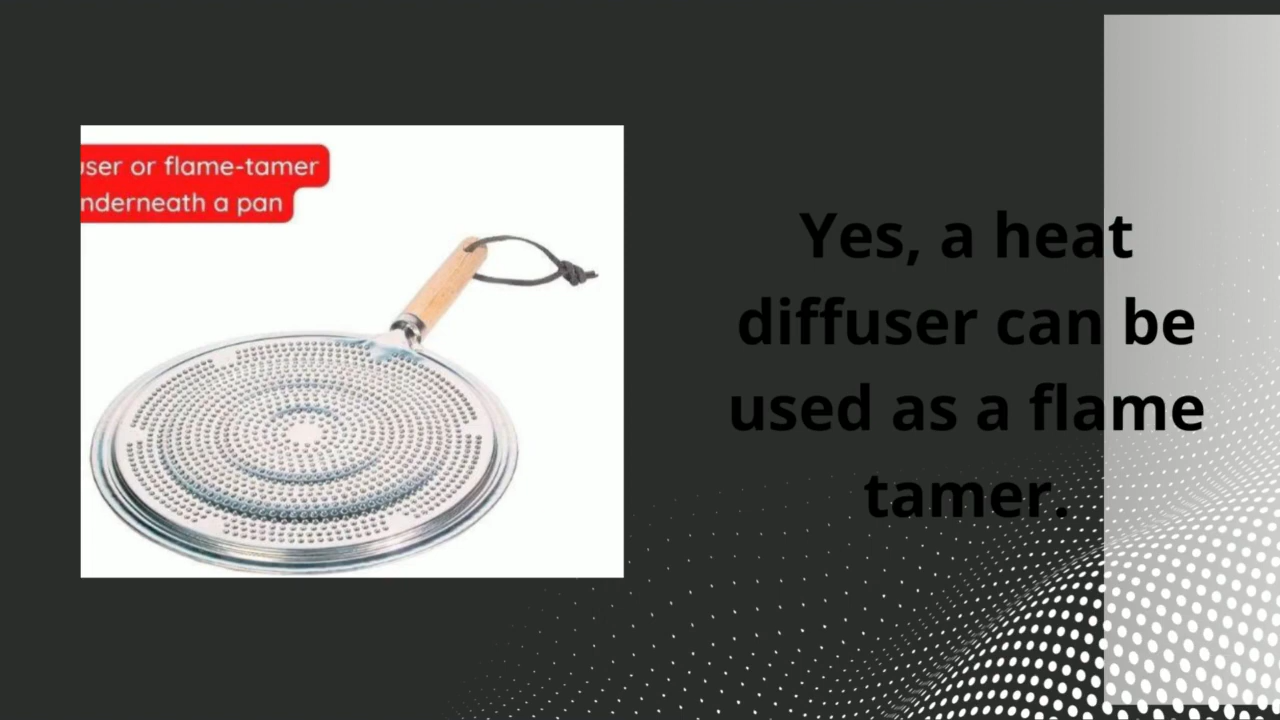 user or flame-tamer
nderneath a pan
Yes, a heat
diffuser can be
used as a flame
tamer.